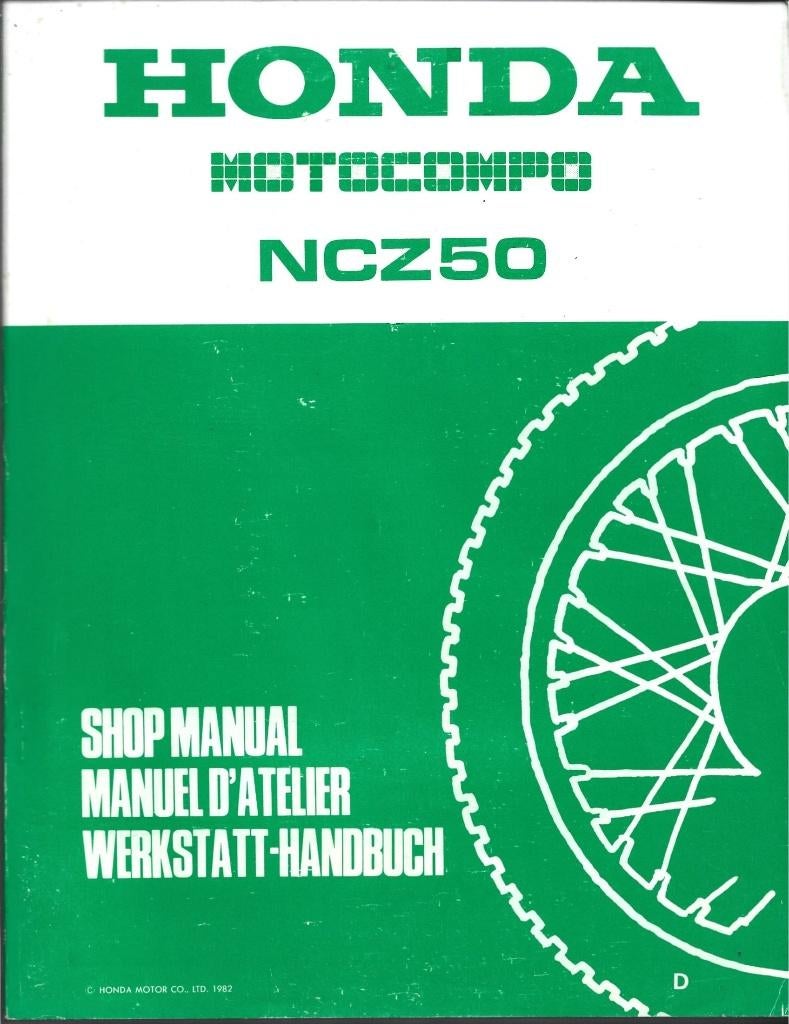 HONDA
MOTOCOMPO
NCZ50
SHOP MANUAL
MANUEL D'ATELIER
WERKSTATT-HANDBUCH
© HONDA MOTOR CO., LTD. 1982
D